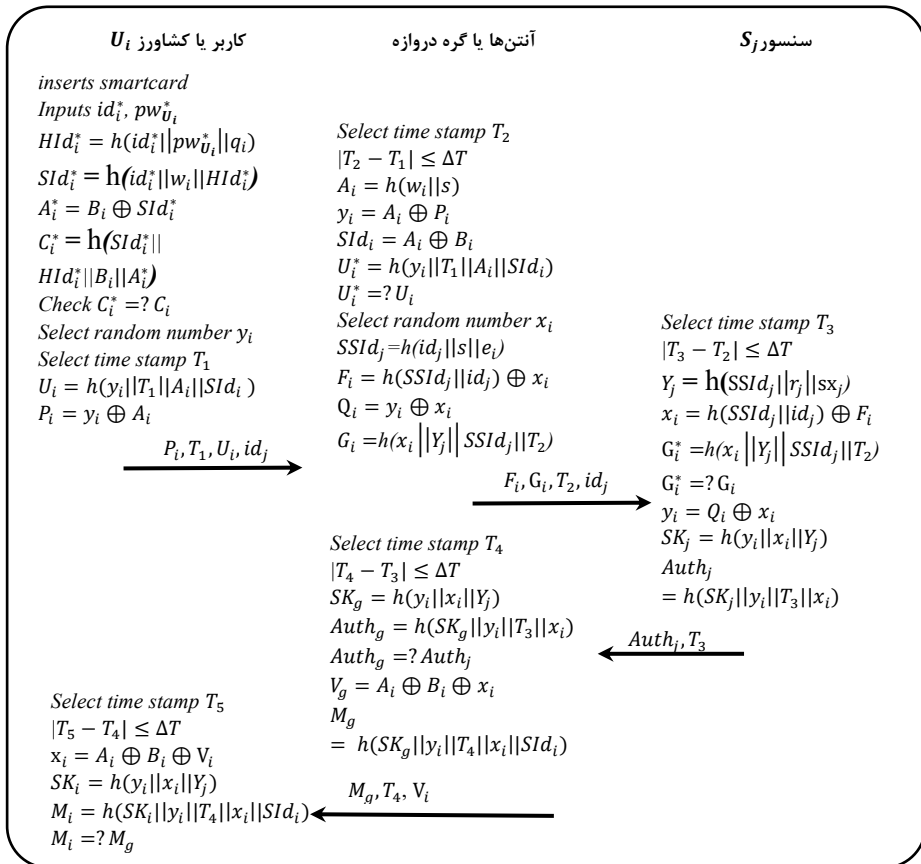 کاربر یا کشاورز U_i
آنتن‌ها یا گره دروازه
سنسور S_j
inserts smartcard
Inputs id_i^*, pw_{U_i}^*
HId_i^* = h(id_i^*||pw_{U_i}^*||q_i)
SId_i^* = h(id_i^*||w_i||HId_i^*)
A_i^* = B_i ⊕ SId_i^*
C_i^* = h(SId_i^*||
HId_i^*||B_i||A_i^*)
Check C_i^* =? C_i
Select random number y_i
Select time stamp T_1
U_i = h(y_i||T_1||A_i||SId_i )
P_i = y_i ⊕ A_i
P_i, T_1, U_i, id_j
Select time stamp T_2
|T_2 − T_1| ≤ ΔT
A_i = h(w_i||s)
y_i = A_i ⊕ P_i
SId_i = A_i ⊕ B_i
U_i^* = h(y_i||T_1||A_i||SId_i)
U_i^* =? U_i
Select random number x_i
SSId_j=h(id_j||s||e_i)
F_i = h(SSId_j||id_j) ⊕ x_i
Q_i = y_i ⊕ x_i
G_i =h(x_i||Y_j|| SSId_j||T_2)
F_i, G_i, T_2, id_j
Select time stamp T_3
|T_3 − T_2| ≤ ΔT
Y_j = h(SSId_j||r_j||sx_j)
x_i = h(SSId_j||id_j) ⊕ F_i
G_i^* =h(x_i||Y_j|| SSId_j||T_2)
G_i^* =? G_i
y_i = Q_i ⊕ x_i
SK_j = h(y_i||x_i||Y_j)
Auth_j
= h(SK_j||y_i||T_3||x_i)
Auth_j, T_3
Select time stamp T_4
|T_4 − T_3| ≤ ΔT
SK_g = h(y_i||x_i||Y_j)
Auth_g = h(SK_g||y_i||T_3||x_i)
Auth_g =? Auth_j
V_g = A_i ⊕ B_i ⊕ x_i
M_g
= h(SK_g||y_i||T_4||x_i||SId_i)
M_g, T_4, V_i
Select time stamp T_5
|T_5 − T_4| ≤ ΔT
x_i = A_i ⊕ B_i ⊕ V_i
SK_i = h(y_i||x_i||Y_j)
M_i = h(SK_i||y_i||T_4||x_i||SId_i)
M_i =? M_g